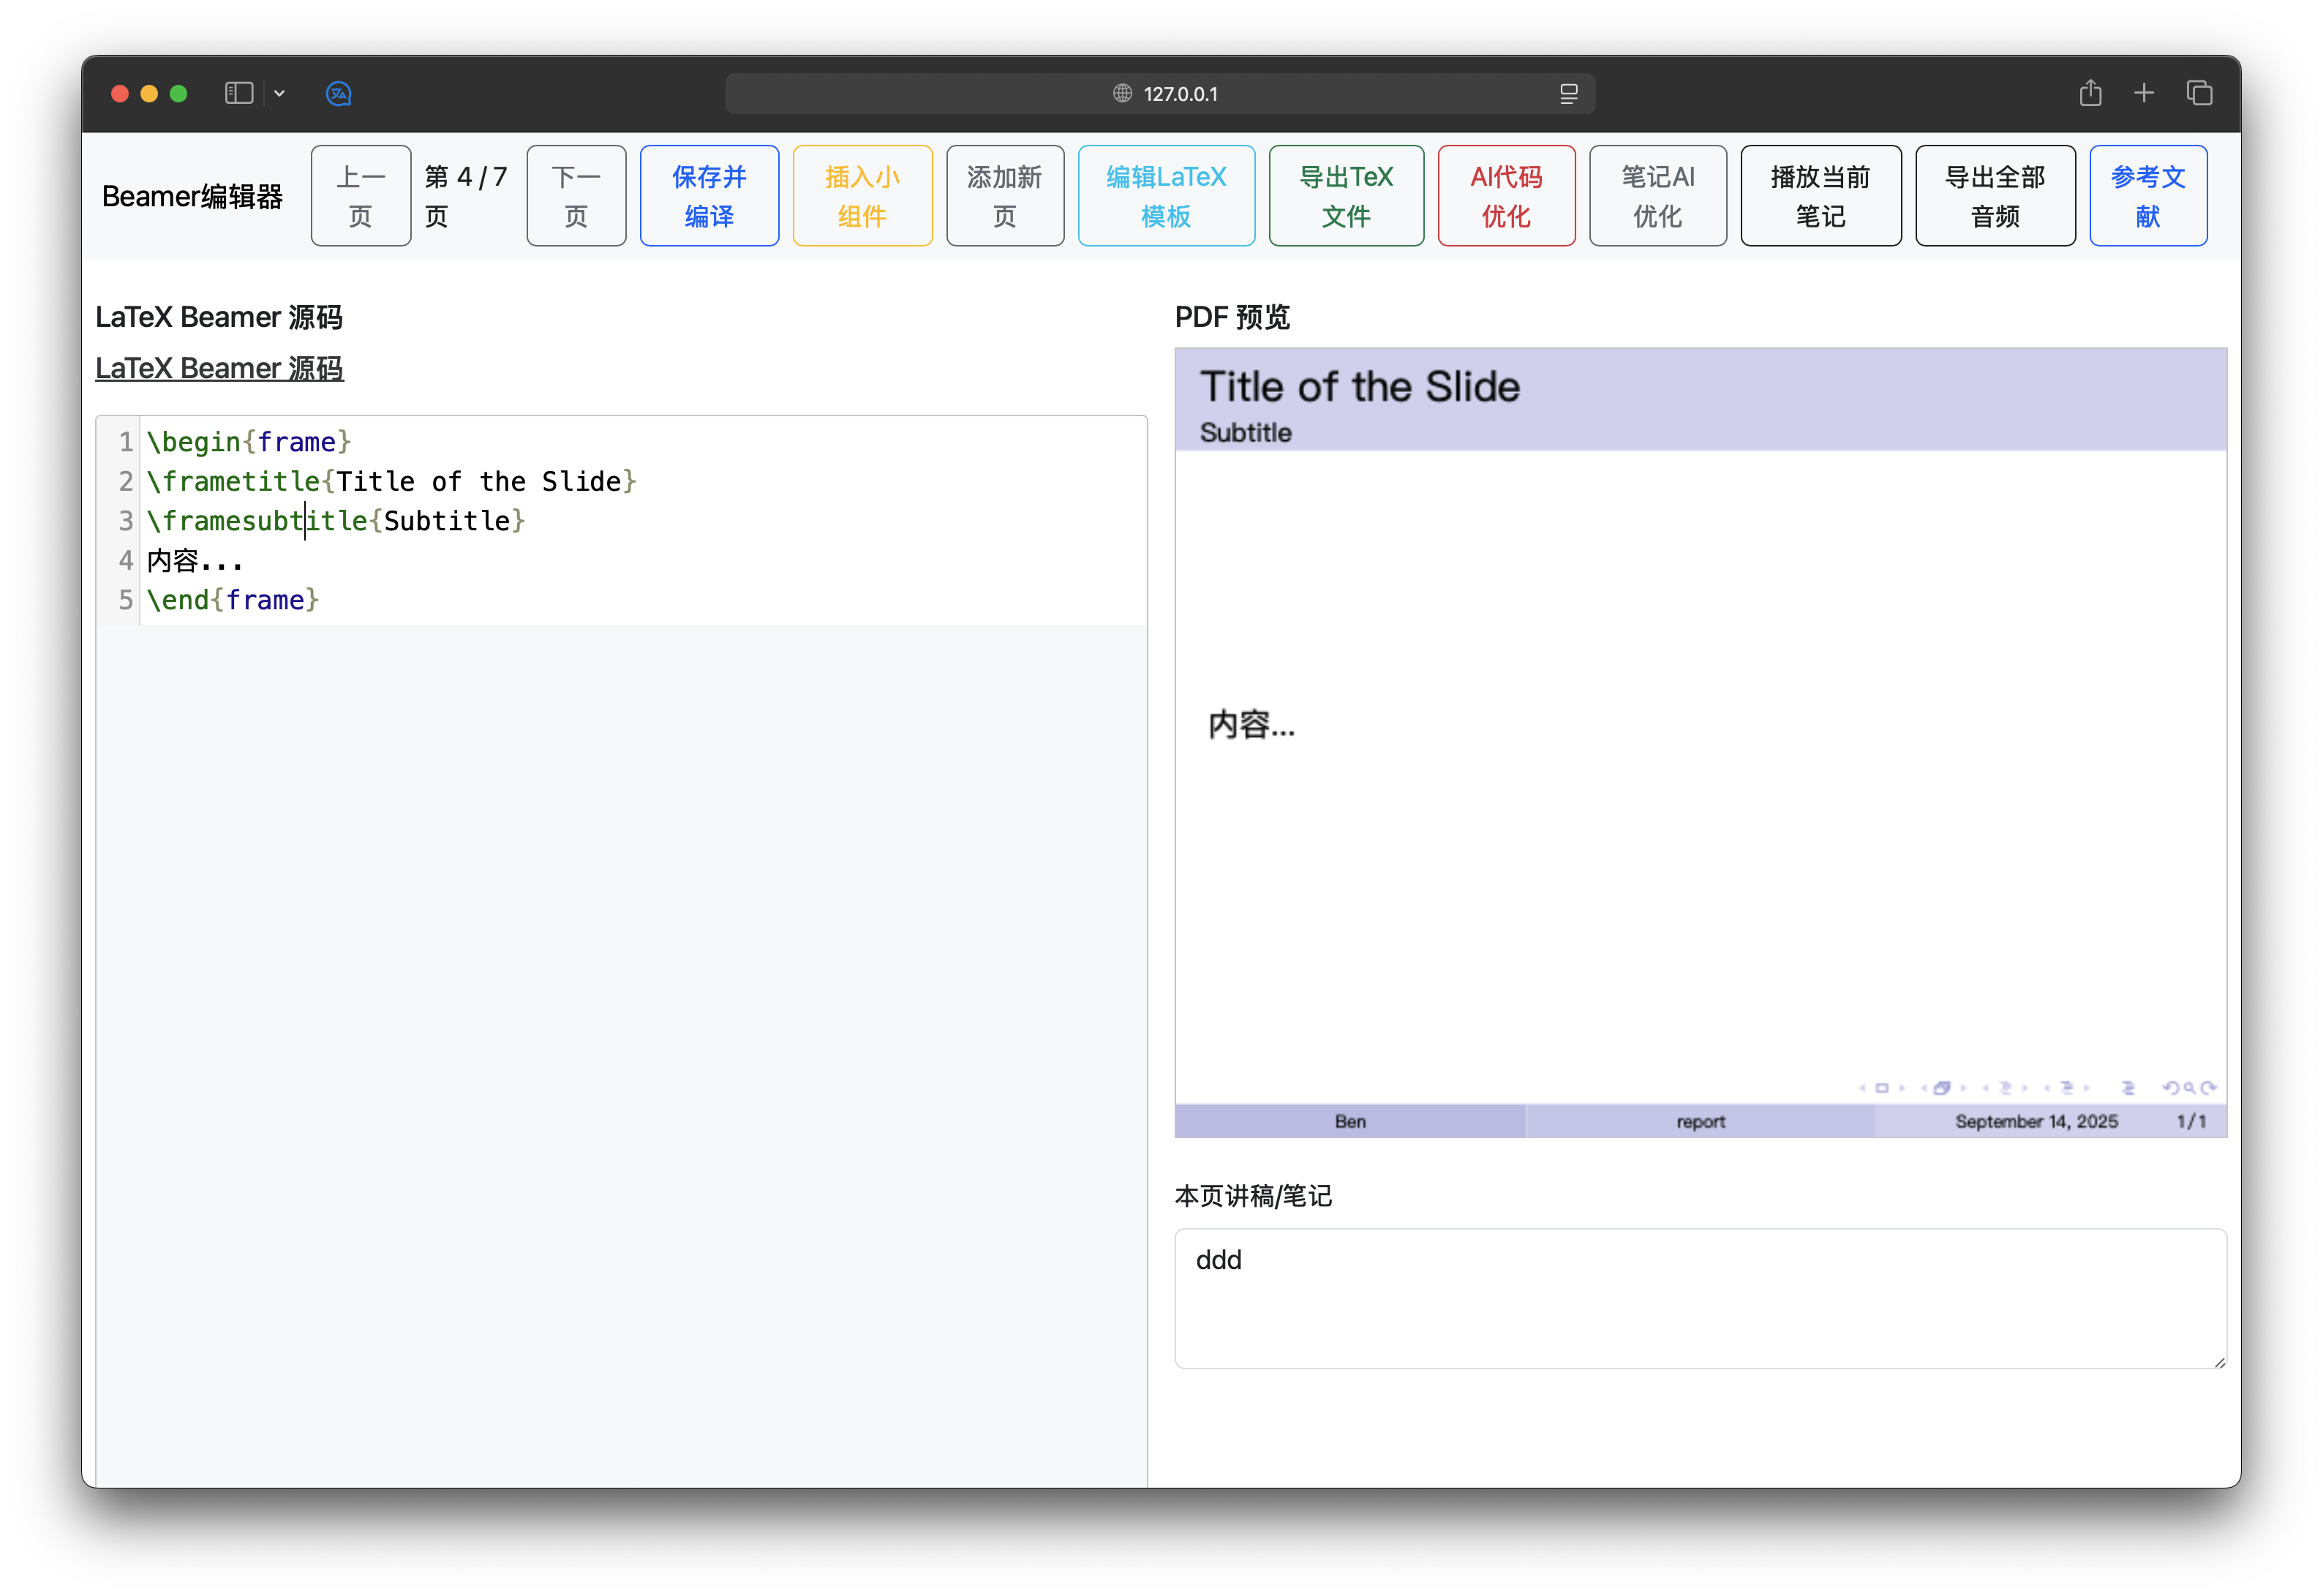 127.0.0.1
Beamer编辑器
上一
页
第 4 / 7
页
下一
页
保存并
编译
插入小
组件
添加新
页
编辑LaTeX
模板
导出TeX
文件
AI代码
优化
笔记AI
优化
播放当前
笔记
导出全部
音频
参考文
献
LaTeX Beamer 源码
LaTeX Beamer 源码
1 \begin{frame}
2 \frametitle{Title of the Slide}
3 \framesubtitle{Subtitle}
4 内容...
5 \end{frame}
PDF 预览
Title of the Slide
Subtitle
内容...
Ben report September 14, 2025 1 / 1
本页讲稿/笔记
ddd